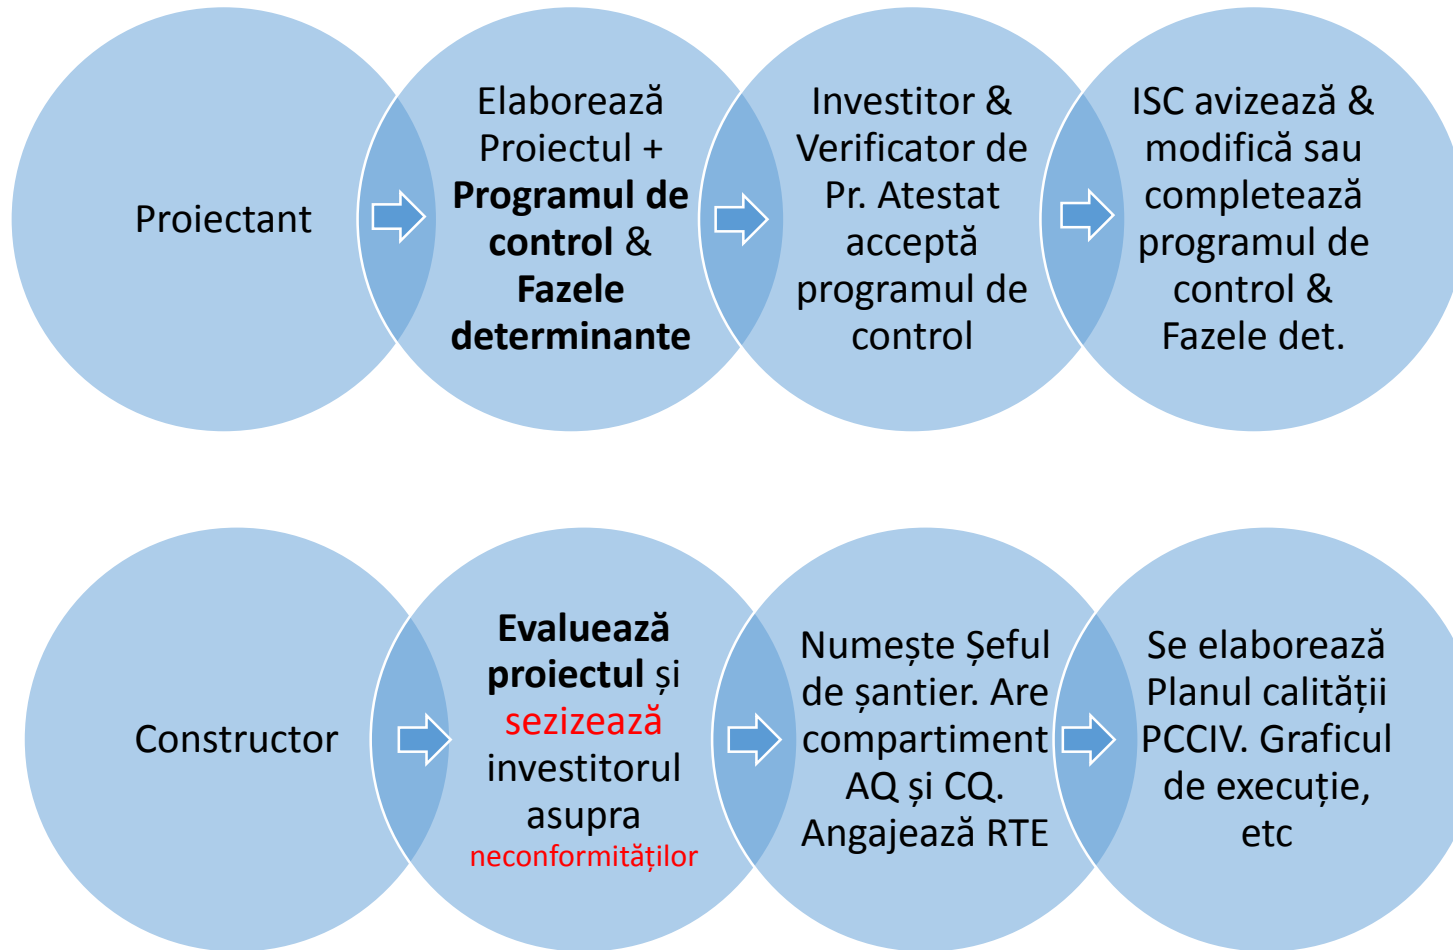 Proiectant
Elaborează
Proiectul +
Programul de
control &
Fazele
determinante
Investitor &
Verificator de
Pr. Atestat
acceptă
programul de
control
ISC avizează &
modifică sau
completează
programul de
control &
Fazele det.
Constructor
Evaluează
proiectul și
sezizează
investitorul
asupra
neconformităților
Numește Șeful
de șantier. Are
compartiment
AQ și CQ.
Angajează RTE
Se elaborează
Planul calității
PCCIV. Graficul
de execuție,
etc